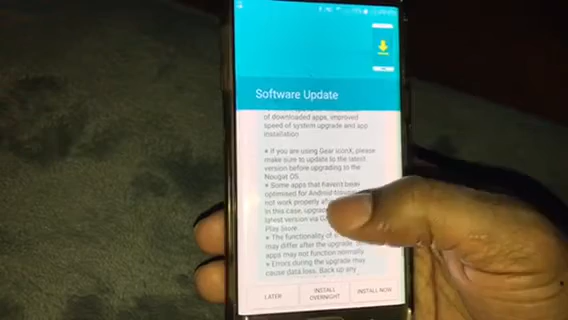 Software Update
of downloaded apps, improved
speed of system upgrade and app
installation
• If you are using Gear IconX, please
make sure to update to the latest
version before upgrading to the
Nougat OS.
• Some apps that haven't been
optimised for Android
not work properly
In this case,
latest version via
Play Store.
• The functionality of
may differ after the upgrade.
apps may not function normally
• Errors during the upgrade may
cause data loss. Back up any
LATER
INSTALL
OVERNIGHT
INSTALL NOW